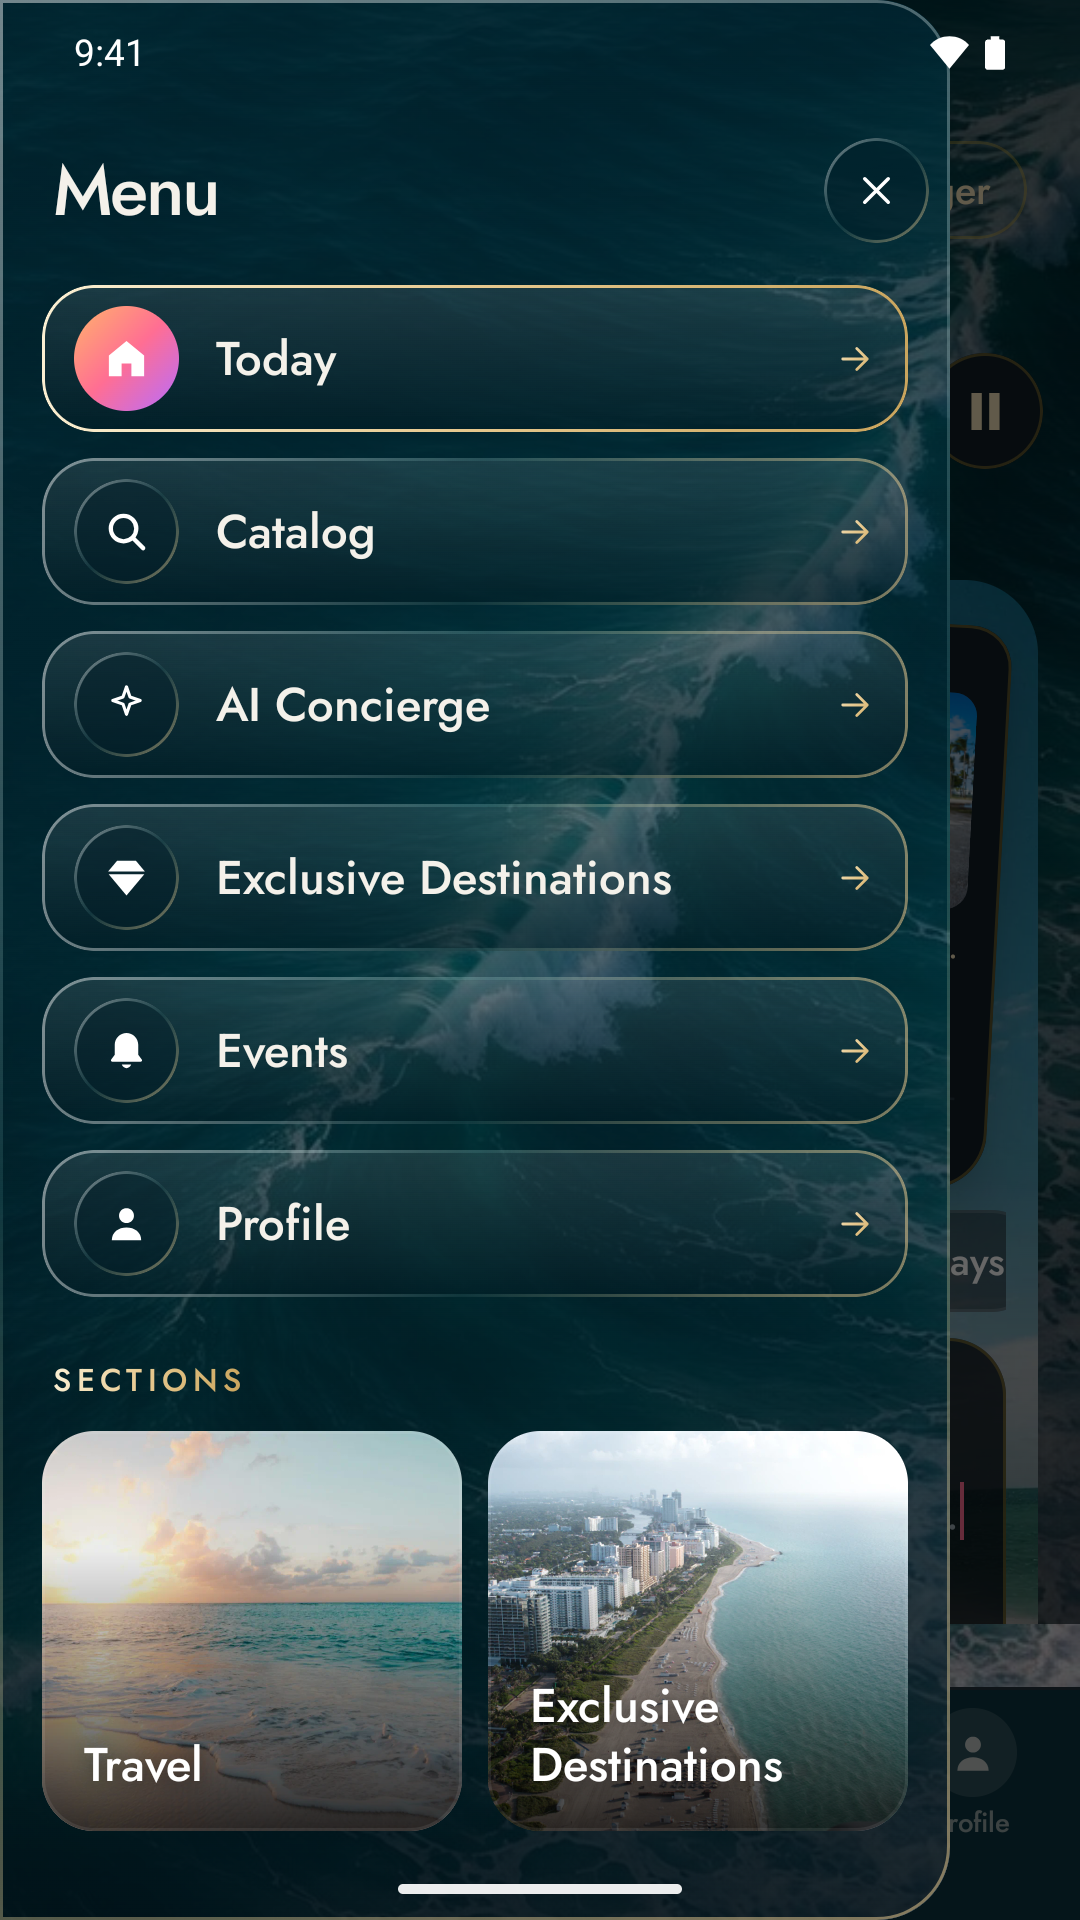 9:41
Menu
Today
Catalog
AI Concierge
Exclusive Destinations
Events
Profile
SECTIONS
Travel
Exclusive
Destinations